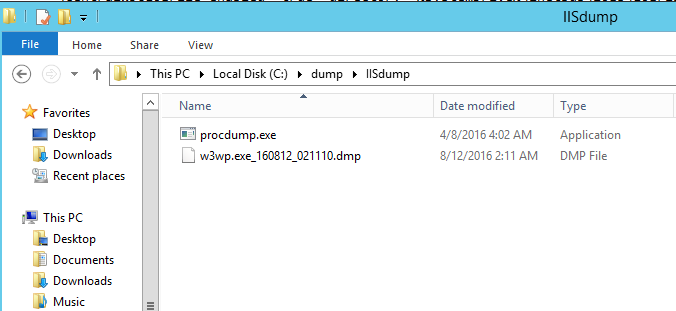 IISdump
File Home Share View
This PC Local Disk (C:) dump IISdump
Favorites
Desktop
Downloads
Recent places
This PC
Desktop
Documents
Downloads
Music
Name Date modified Type
procdump.exe 4/8/2016 4:02 AM Application
w3wp.exe_160812_021110.dmp 8/12/2016 2:11 AM DMP File